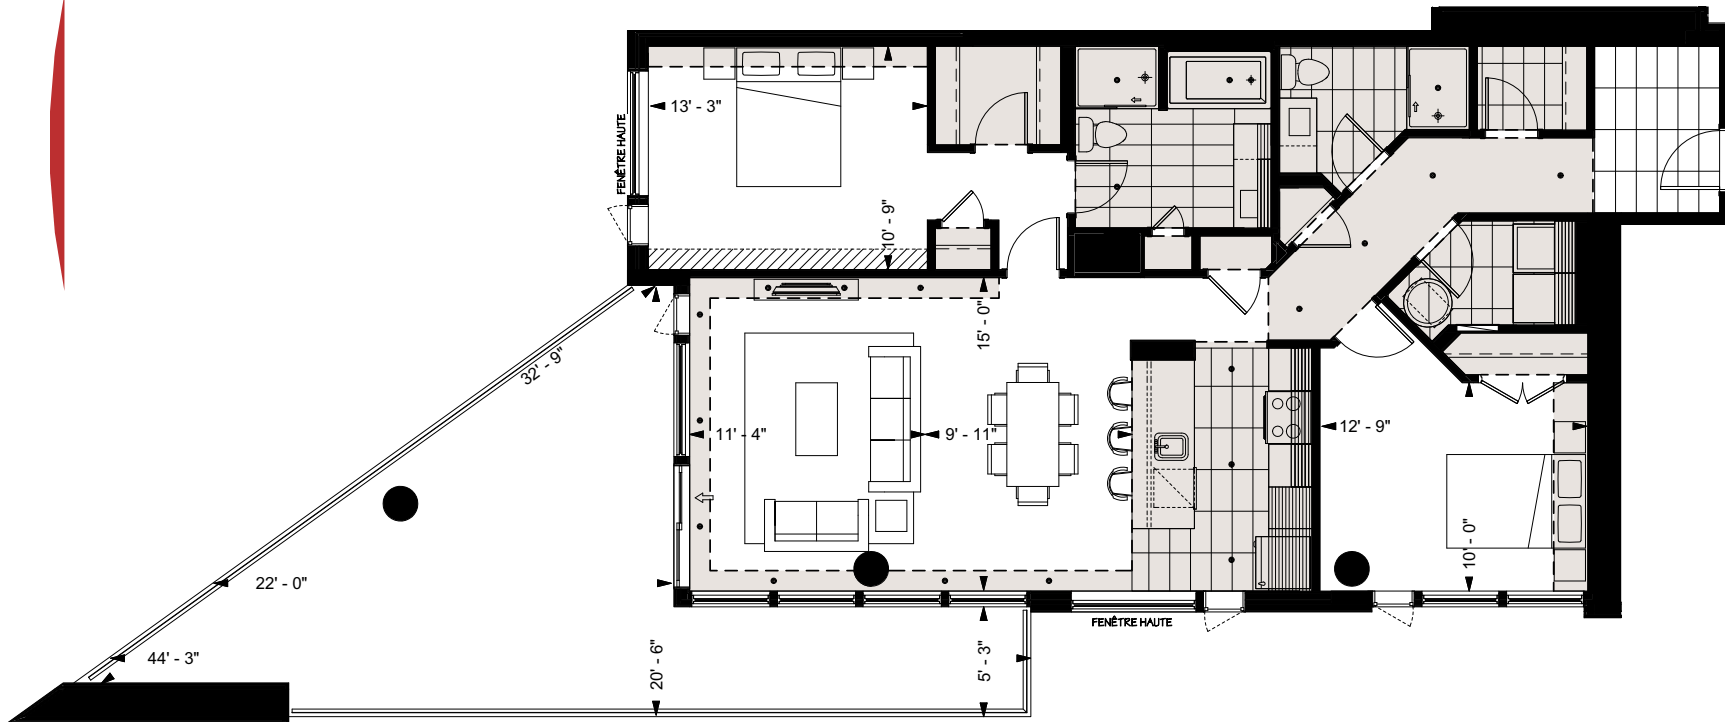 13' - 3"
FENÊTRE HAUTE
10' - 9"
15' - 0"
32' - 9"
11' - 4"
9' - 11"
12' - 9"
10' - 0"
22' - 0"
FENÊTRE HAUTE
44' - 3"
20' - 6"
5' - 3"